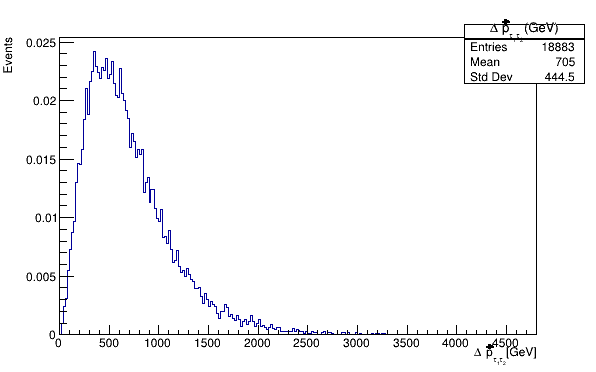 Δ p⃗τ₁τ₂(GeV)
Entries 18883
Mean 705
Std Dev 444.5
Events
0.025
0.02
0.015
0.01
0.005
0
0 500 1000 1500 2000 2500 3000 3500 4000 4500
Δ p⃗τ₁τ₂[GeV]